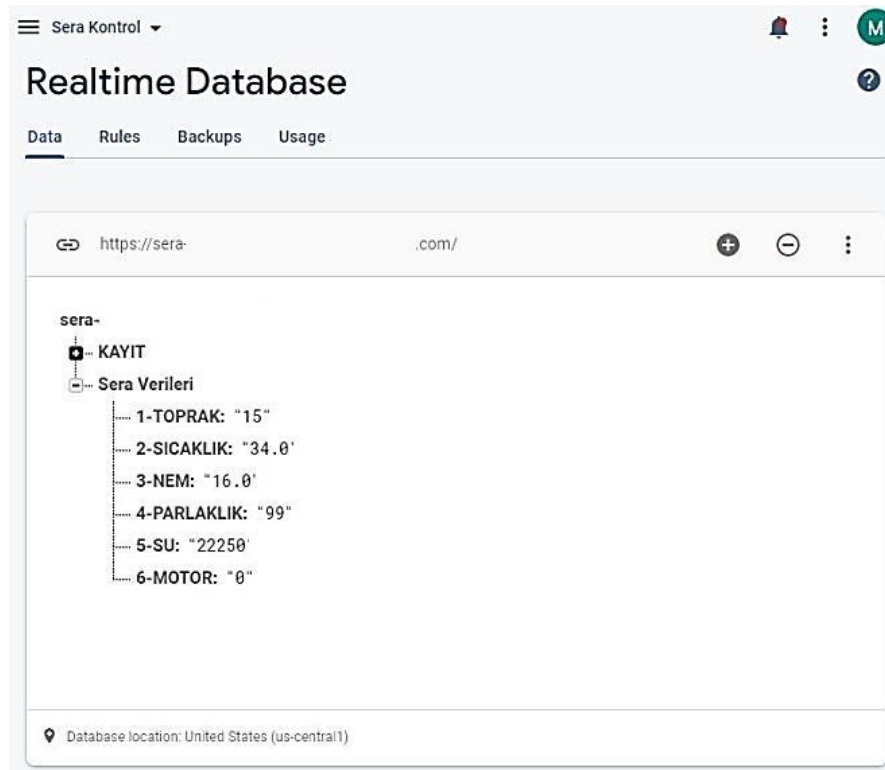 Sera Kontrol
M
Realtime Database
Data Rules Backups Usage
https://sera- .com/
sera-
KAYIT
Sera Verileri
1-TOPRAK: "15"
2-SICAKLIK: "34.0'
3-NEM: "16.0'
4-PARLAKLIK: "99"
5-SU: "22250'
6-MOTOR: "0"
Database location: United States (us-central1)